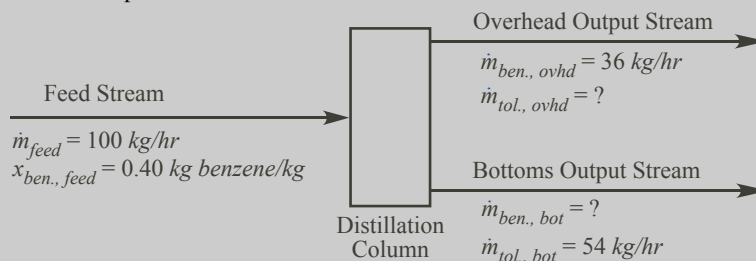 Overhead Output Stream
ṁben., ovhd = 36 kg/hr
ṁtol., ovhd = ?
Feed Stream
ṁfeed = 100 kg/hr
xben., feed = 0.40 kg benzene/kg
Bottoms Output Stream
ṁben., bot = ?
ṁtol., bot = 54 kg/hr
Distillation
Column